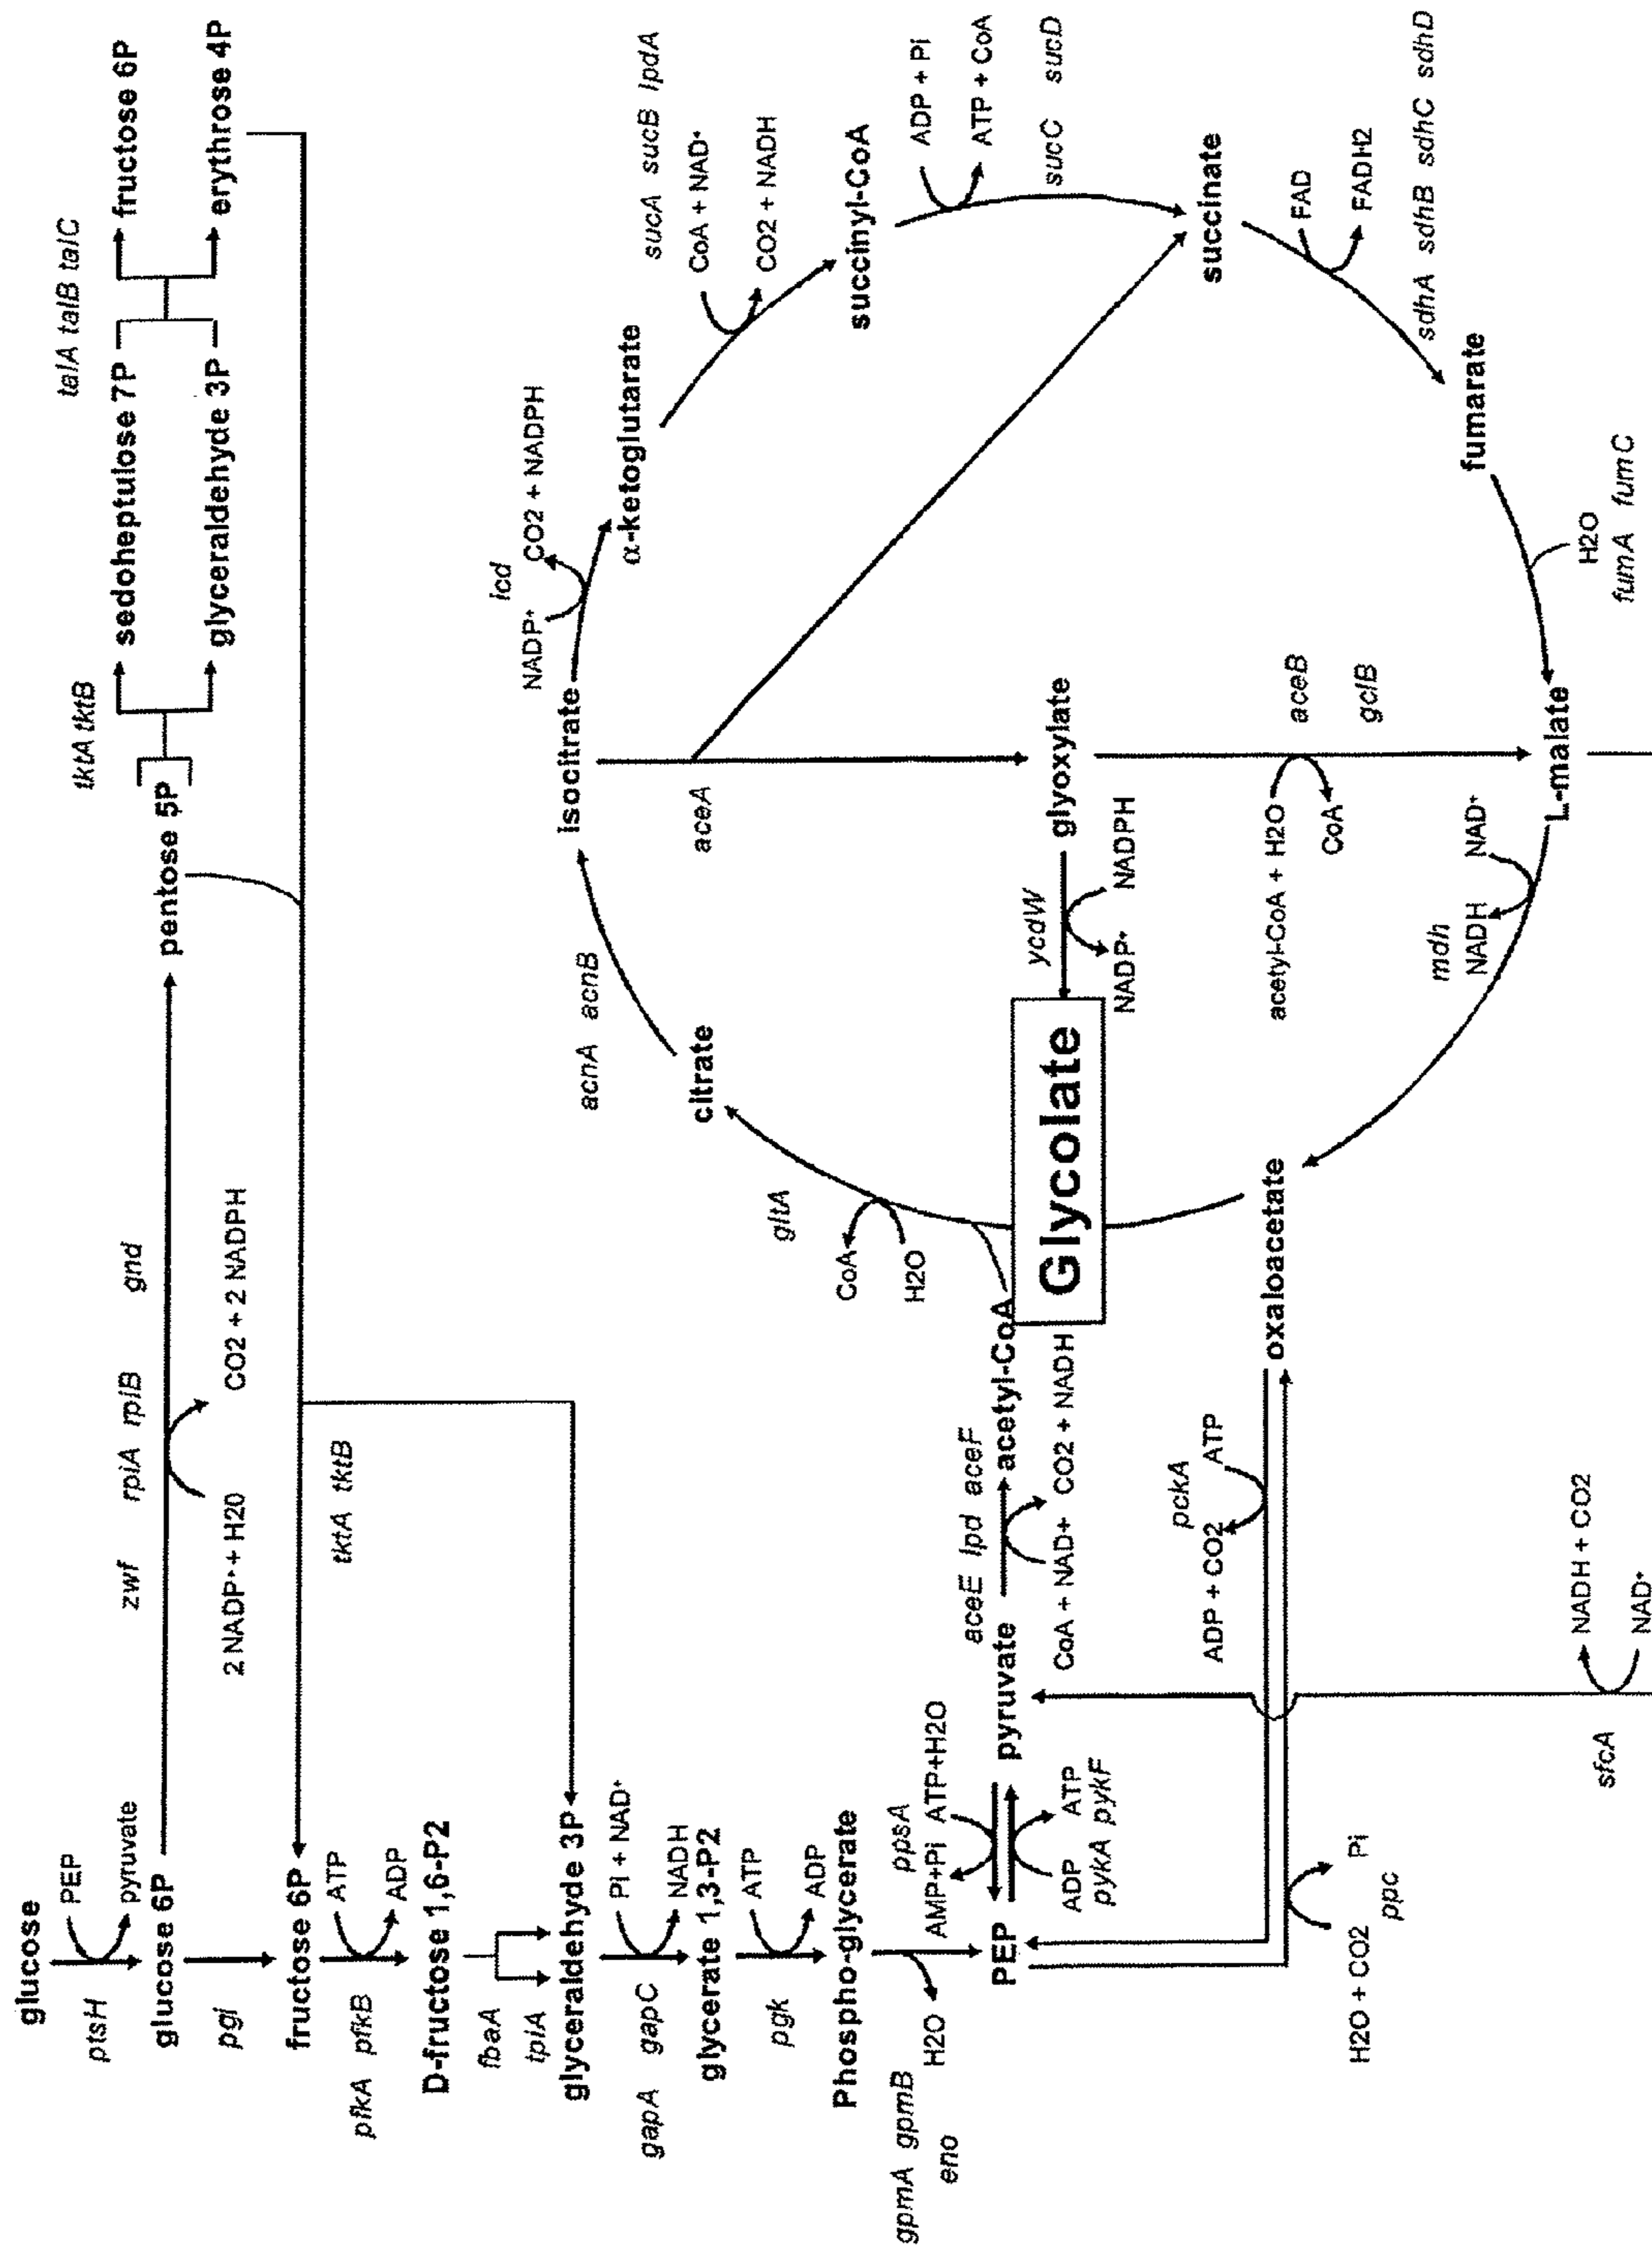 glucose
ptsH
PEP
pyruvate
glucose 6P
pgi
zwf rpiA rpiB gnd
2 NADP+ + H20
CO2 + 2 NADPH
pentose 5P
tktA tktB
sedoheptulose 7P
glyceraldehyde 3P
talA talB talC
fructose 6P
erythrose 4P
fructose 6P
tktA tktB
pfkA pfkB
ATP
ADP
D-fructose 1,6-P2
fbaA
tpiA
glyceraldehyde 3P
gapA gapC
Pi + NAD+
NADH
glycerate 1,3-P2
pgk
ATP
ADP
Phospho-glycerate
gpmA gpmB
eno
H2O
PEP
ppsA
AMP+Pi ATP+H2O
ADP ATP
pykA pykF
pyruvate
aceE lpd aceF
CoA + NAD+ CO2 + NADH
acetyl-CoA
gltA
CoA
H2O
citrate
acnA acnB
isocitrate
icd
NADP+ CO2 + NADPH
α-ketoglutarate
sucA sucB lpdA
CoA + NAD+
CO2 + NADH
succinyl-CoA
ADP + Pi
ATP + CoA
sucC sucD
succinate
FAD
FADH2
sdhA sdhB sdhC sdhD
fumarate
H2O
fumA fumC
aceA
glyoxylate
ycdW
NADP+ NADPH
Glycolate
acetyl-CoA + H2O
CoA
aceB
gclB
L-malate
mdh
NADH NAD+
oxaloacetate
pckA
ADP + CO2 ATP
H2O + CO2 Pi
ppc
sfcA
NADH + CO2
NAD+